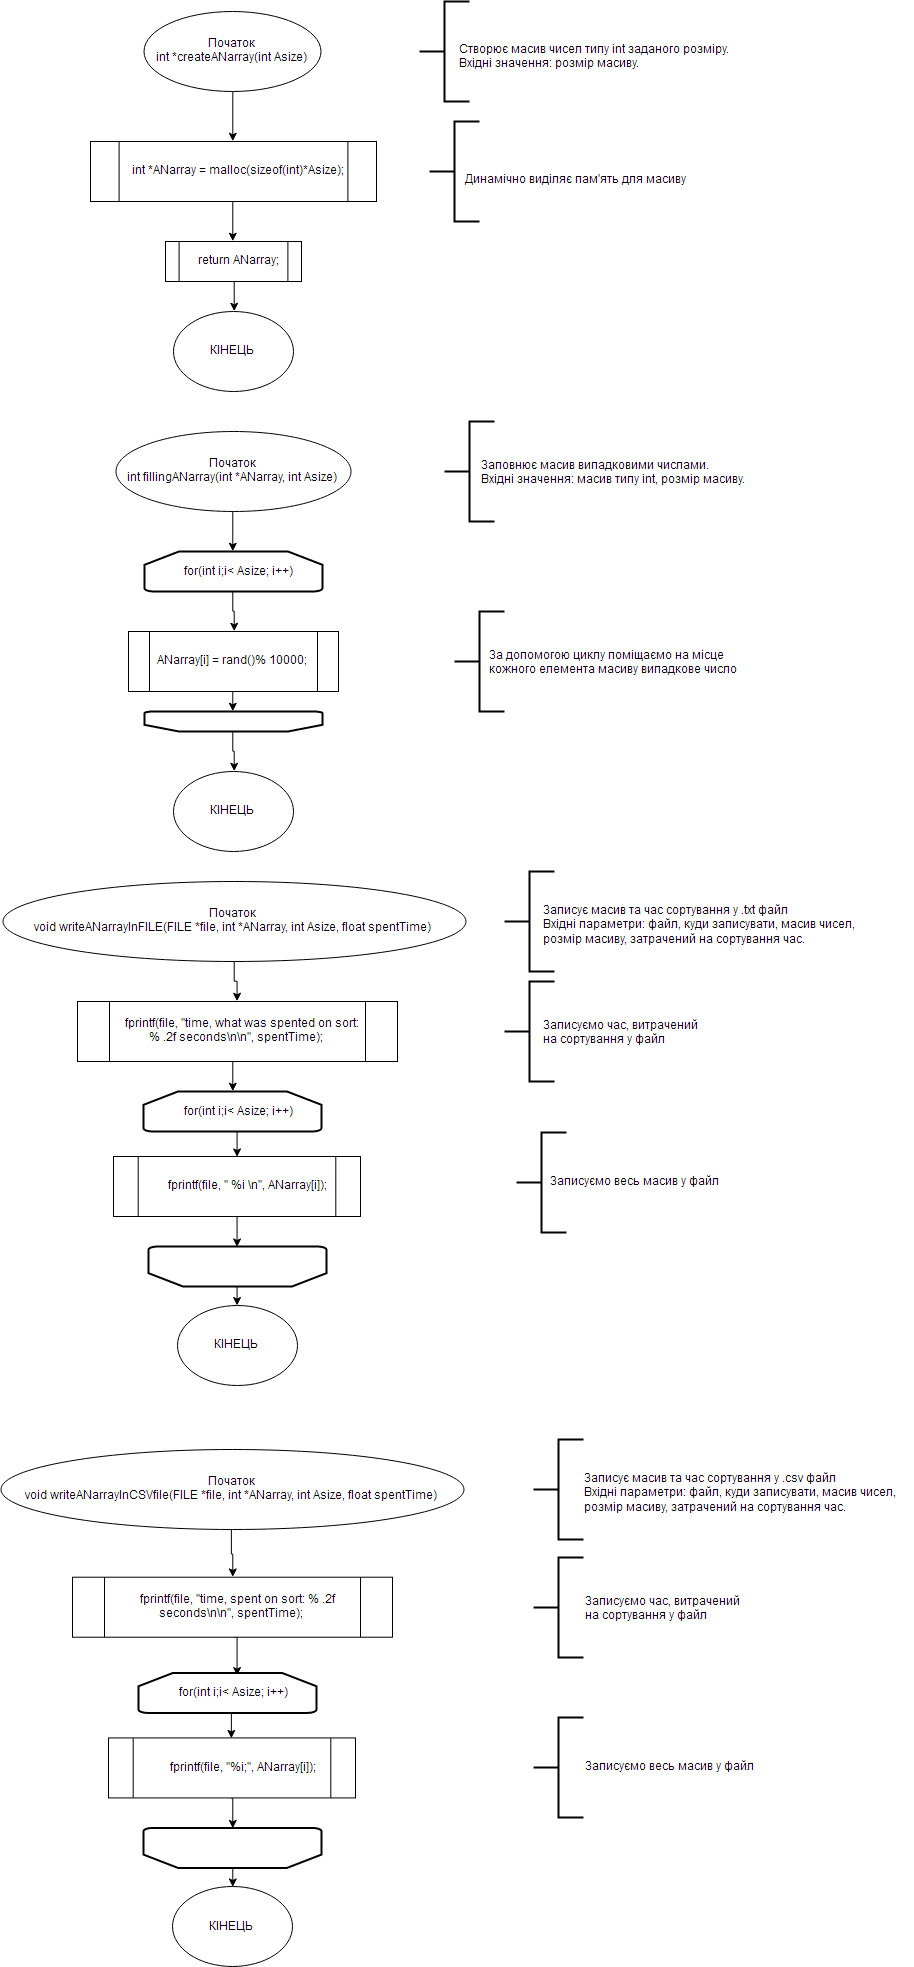 Початок
int *createANarray(int Asize)
Створює масив чисел типу int заданого розміру.
Вхідні значення: розмір масиву.
int *ANarray = malloc(sizeof(int)*Asize);
Динамічно виділяє пам'ять для масиву
return ANarray;
КІНЕЦЬ
Початок
int fillingANarray(int *ANarray, int Asize)
Заповнює масив випадковими числами.
Вхідні значення: масив типу int, розмір масиву.
for(int i;i< Asize; i++)
ANarray[i] = rand()% 10000;
За допомогою циклу поміщаємо на місце
кожного елемента масиву випадкове число
КІНЕЦЬ
Початок
void writeANarrayInFILE(FILE *file, int *ANarray, int Asize, float spentTime)
Записує масив та час сортування у .txt файл
Вхідні параметри: файл, куди записувати, масив чисел,
розмір масиву, затрачений на сортування час.
fprintf(file, "time, what was spented on sort:
% .2f seconds\n\n", spentTime);
Записуємо час, витрачений
на сортування у файл
for(int i;i< Asize; i++)
fprintf(file, " %i \n", ANarray[i]);
Записуємо весь масив у файл
КІНЕЦЬ
Початок
void writeANarrayInCSVfile(FILE *file, int *ANarray, int Asize, float spentTime)
Записує масив та час сортування у .csv файл
Вхідні параметри: файл, куди записувати, масив чисел,
розмір масиву, затрачений на сортування час.
fprintf(file, "time, spent on sort: % .2f
seconds\n\n", spentTime);
Записуємо час, витрачений
на сортування у файл
for(int i;i< Asize; i++)
fprintf(file, "%i;", ANarray[i]);
Записуємо весь масив у файл
КІНЕЦЬ